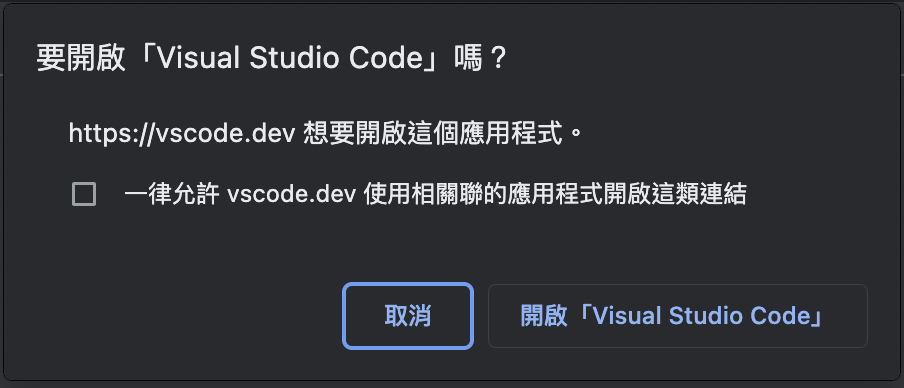 要開啟「Visual Studio Code」嗎？
https://vscode.dev 想要開啟這個應用程式。
一律允許 vscode.dev 使用相關聯的應用程式開啟這類連結
取消
開啟「Visual Studio Code」